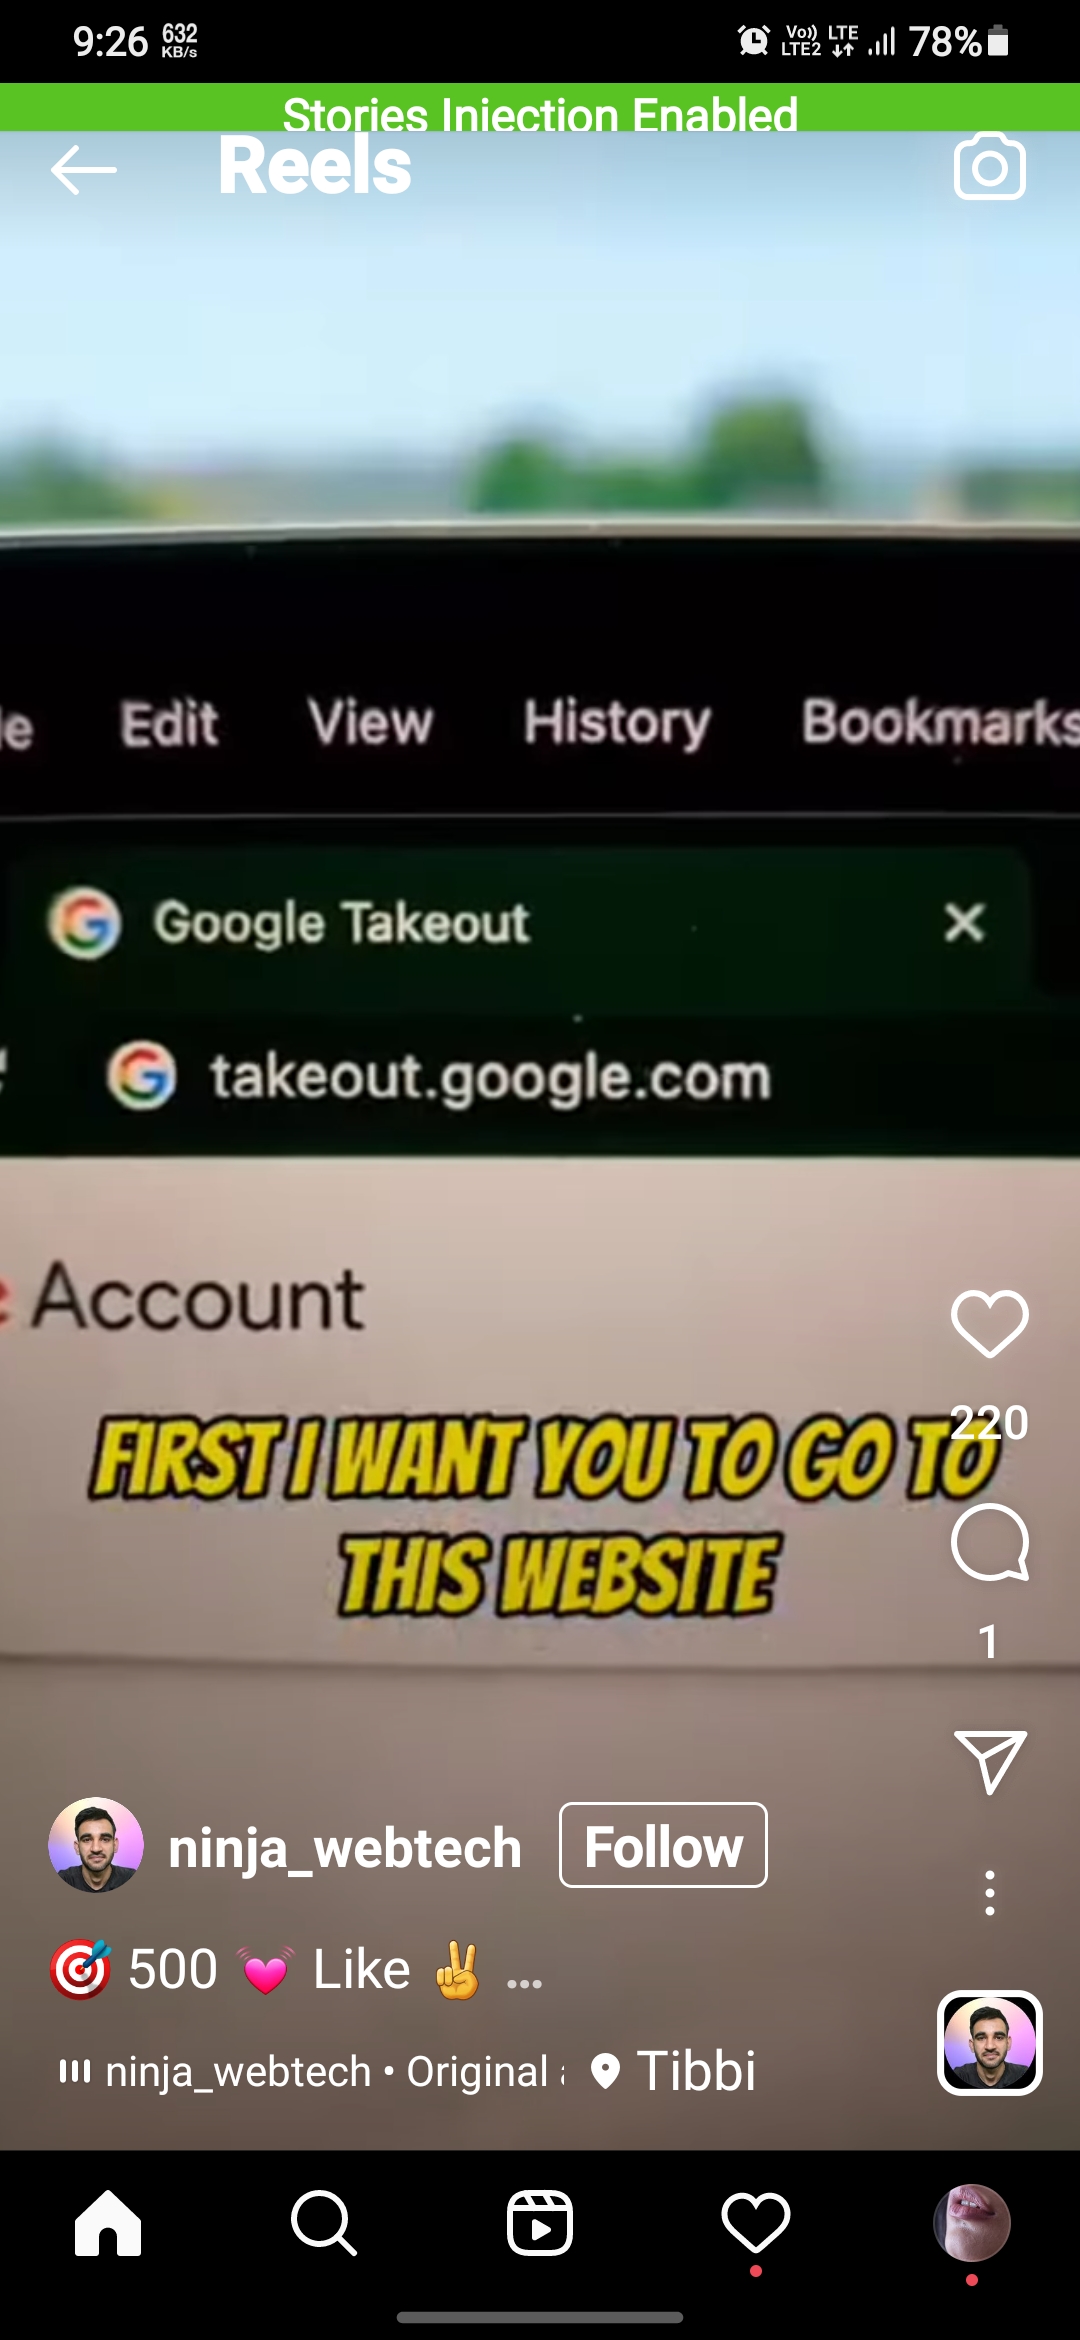 9:26 632 KB/s Vo)) LTE2 LTE 78%
Stories Injection Enabled
Reels
le Edit View History Bookmarks
Google Takeout
takeout.google.com
Account
220
FIRST I WANT YOU TO GO TO
THIS WEBSITE
1
ninja_webtech Follow
🎯 500 💓 Like ✌️ ...
ninja_webtech • Original Tibbi